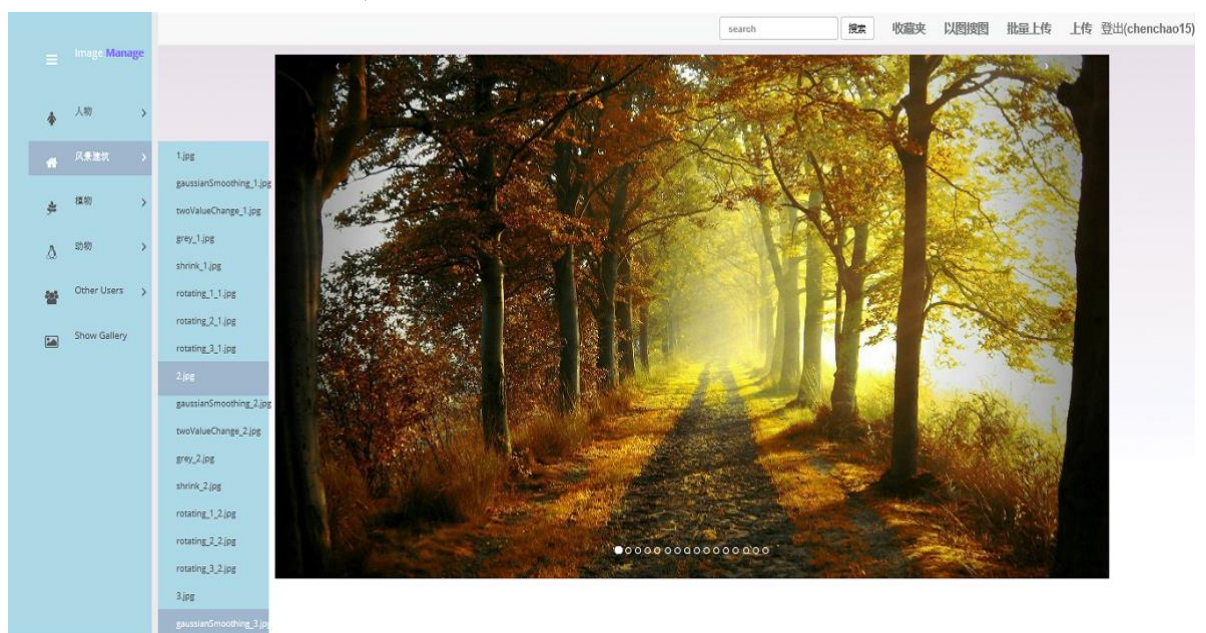 search
搜索
收藏夹
以图搜图
批量上传
上传
登出(chenchao15)
Image Manage
人物
风景建筑
植物
动物
Other Users
Show Gallery
1.jpg
gaussianSmoothing_1.jpg
twoValueChange_1.jpg
grey_1.jpg
shrink_1.jpg
rotating_1_1.jpg
rotating_2_1.jpg
rotating_3_1.jpg
2.jpg
gaussianSmoothing_2.jpg
twoValueChange_2.jpg
grey_2.jpg
shrink_2.jpg
rotating_1_2.jpg
rotating_2_2.jpg
rotating_3_2.jpg
3.jpg
gaussianSmoothing_3.jpg